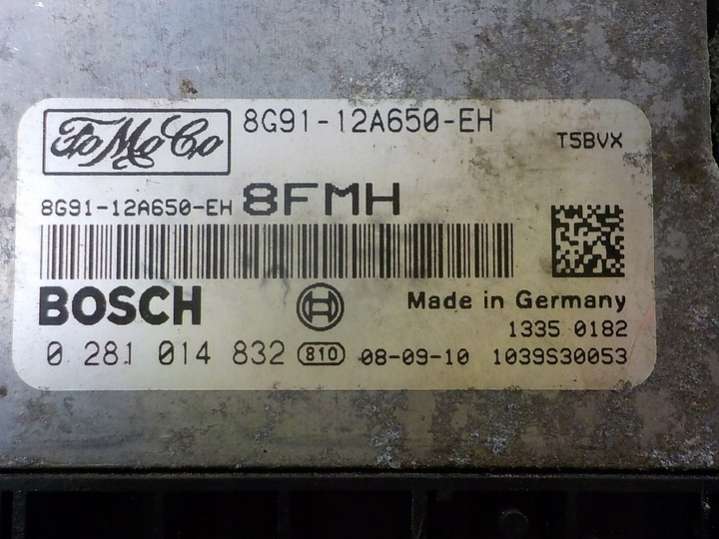 FoMoCo 8G91-12A650-EH
T5BVX
8G91-12A650-EH 8FMH
BOSCH Made in Germany
1335 0182
0 281 014 832 810 08-09-10 1039S30053